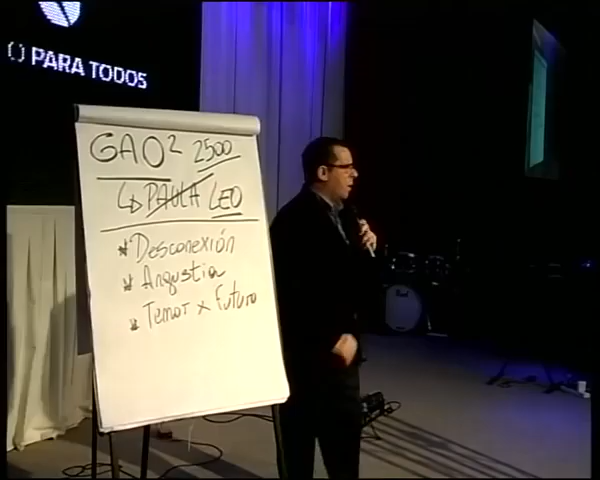 () PARA TODOS
GAO² 2500
↳ PAULA LEO
* Desconexión
* Angustia
* Temor x Futuro